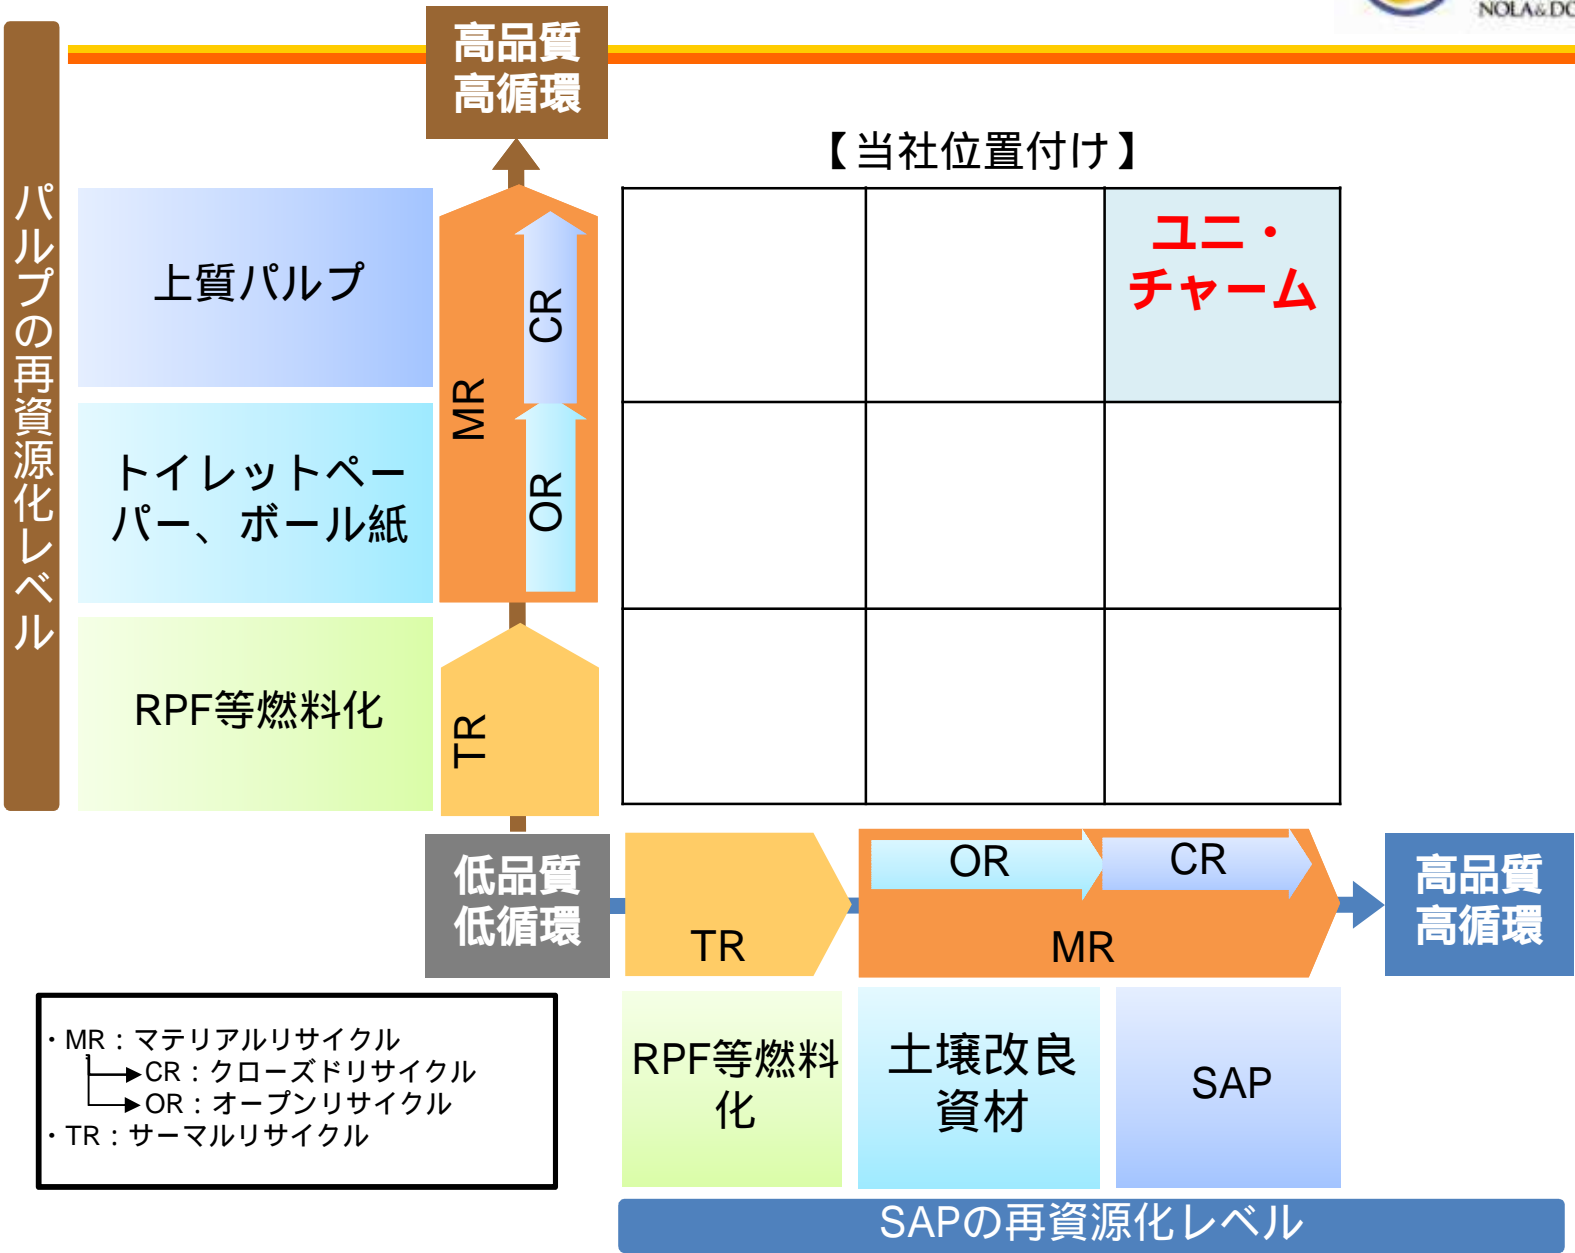 NOLA&DO
高品質
高循環
【当社位置付け】
パルプの再資源化レベル
上質パルプ
トイレットペー
パー、ボール紙
RPF等燃料化
MR
CR
OR
TR
ユニ・
チャーム
低品質
低循環
TR
OR
CR
MR
高品質
高循環
・MR：マテリアルリサイクル
CR：クローズドリサイクル
OR：オープンリサイクル
・TR：サーマルリサイクル
RPF等燃料
化
土壌改良
資材
SAP
SAPの再資源化レベル